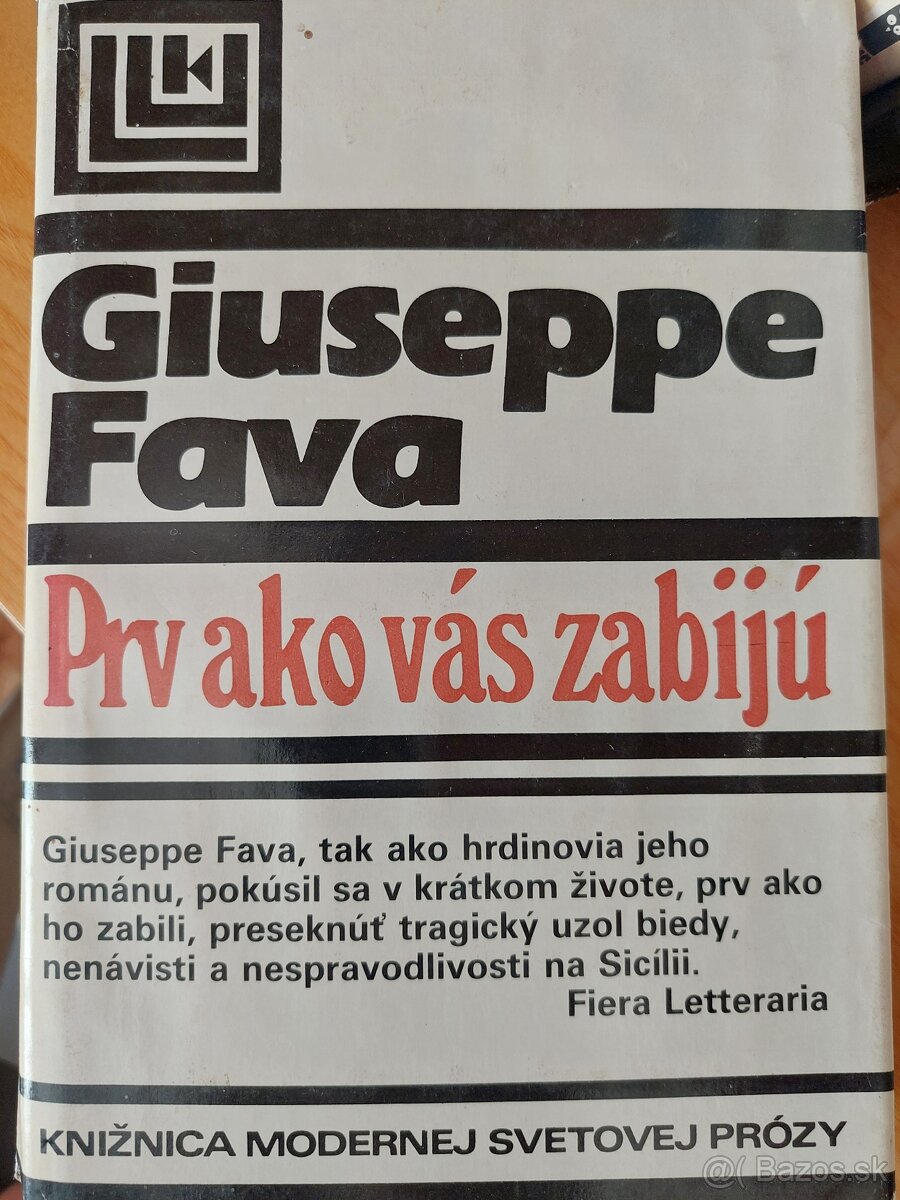 K
Giuseppe
Fava
Prv ako vás zabijú
Giuseppe Fava, tak ako hrdinovia jeho
románu, pokúsil sa v krátkom živote, prv ako
ho zabili, preseknúť tragický uzol biedy,
nenávisti a nespravodlivosti na Sicílii.
Fiera Letteraria
KNIŽNICA MODERNEJ SVETOVEJ PRÓZY
@( Bazos.sk